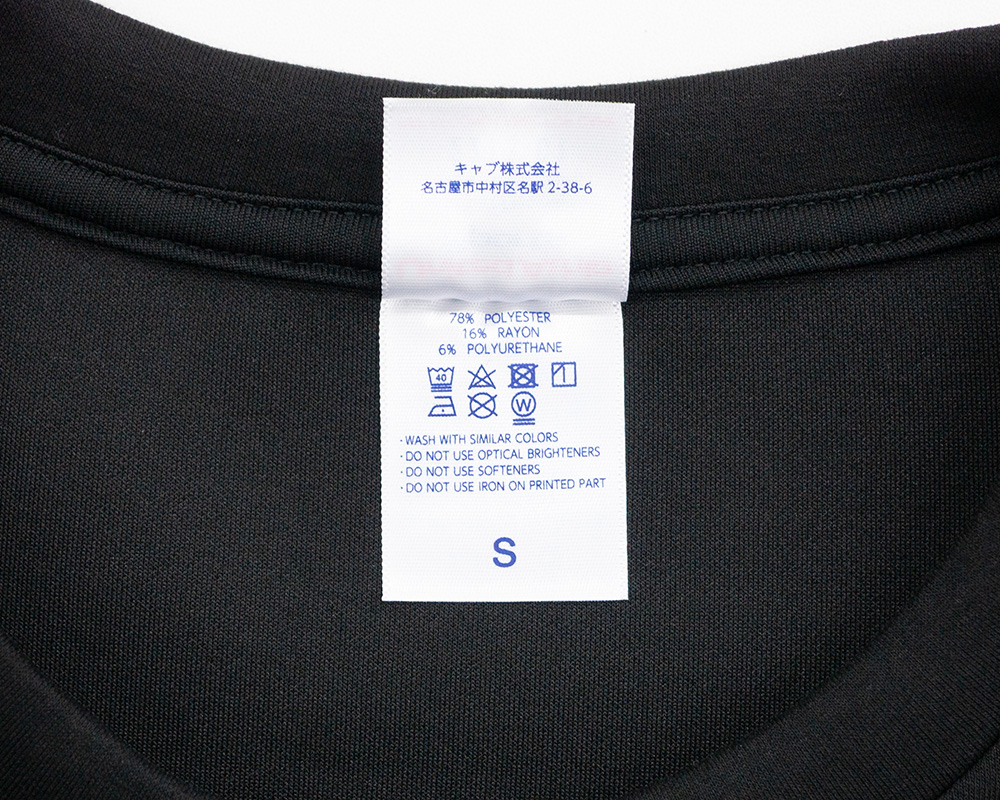 キャブ株式会社
名古屋市中村区名駅 2-38-6
78% POLYESTER
16% RAYON
6% POLYURETHANE
40
W
・WASH WITH SIMILAR COLORS
・DO NOT USE OPTICAL BRIGHTENERS
・DO NOT USE SOFTENERS
・DO NOT USE IRON ON PRINTED PART
S